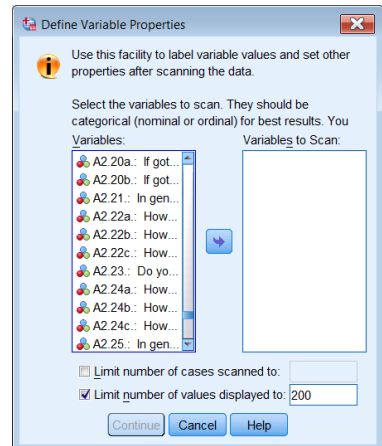 Define Variable Properties
Use this facility to label variable values and set other
properties after scanning the data.
Select the variables to scan. They should be
categorical (nominal or ordinal) for best results. You
Variables:
Variables to Scan:
A2.20a.: If got...
A2.20b.: If got...
A2.21.: In gen...
A2.22a.: How...
A2.22b.: How...
A2.22c.: How...
A2.23.: Do yo...
A2.24a.: How...
A2.24b.: How...
A2.24c.: How...
A2.25.: In gen...
Limit number of cases scanned to:
Limit number of values displayed to: 200
Continue Cancel Help